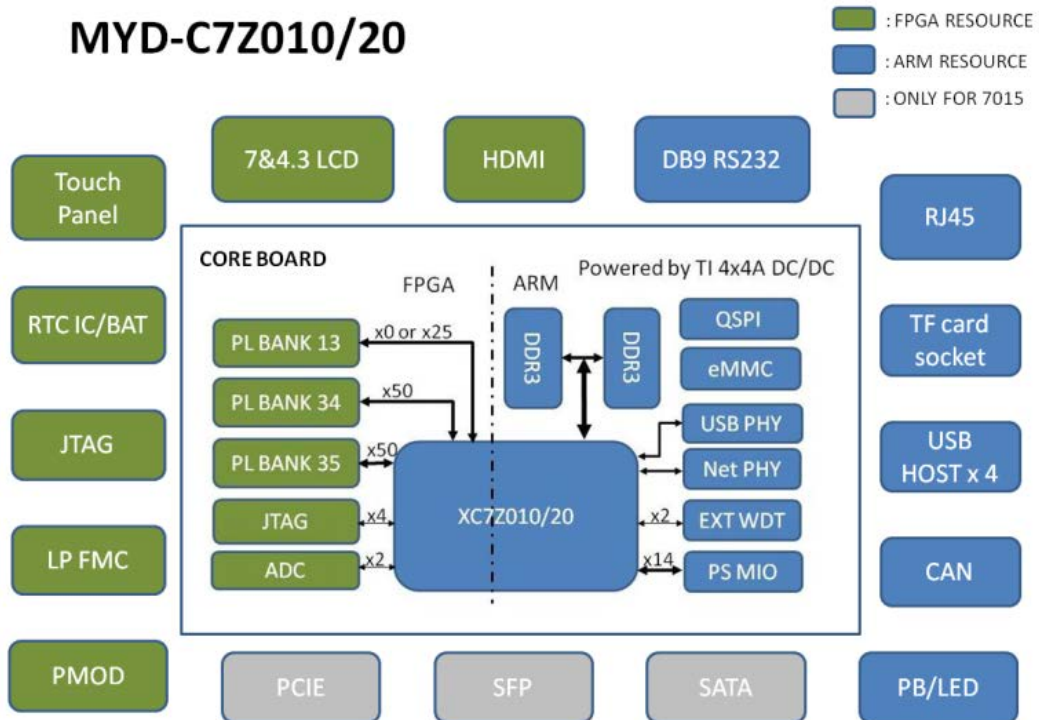 MYD-C7Z010/20
: FPGA RESOURCE
: ARM RESOURCE
: ONLY FOR 7015
7&4.3 LCD
HDMI
DB9 RS232
Touch
Panel
RTC IC/BAT
JTAG
LP FMC
PMOD
CORE BOARD
FPGA
ARM
Powered by TI 4x4A DC/DC
PL BANK 13
x0 or x25
PL BANK 34
x50
PL BANK 35
x50
JTAG
x4
ADC
x2
XC7Z010/20
DDR3
DDR3
QSPI
eMMC
USB PHY
Net PHY
x2
EXT WDT
x14
PS MIO
RJ45
TF card
socket
USB
HOST x 4
CAN
PB/LED
PCIE
SFP
SATA